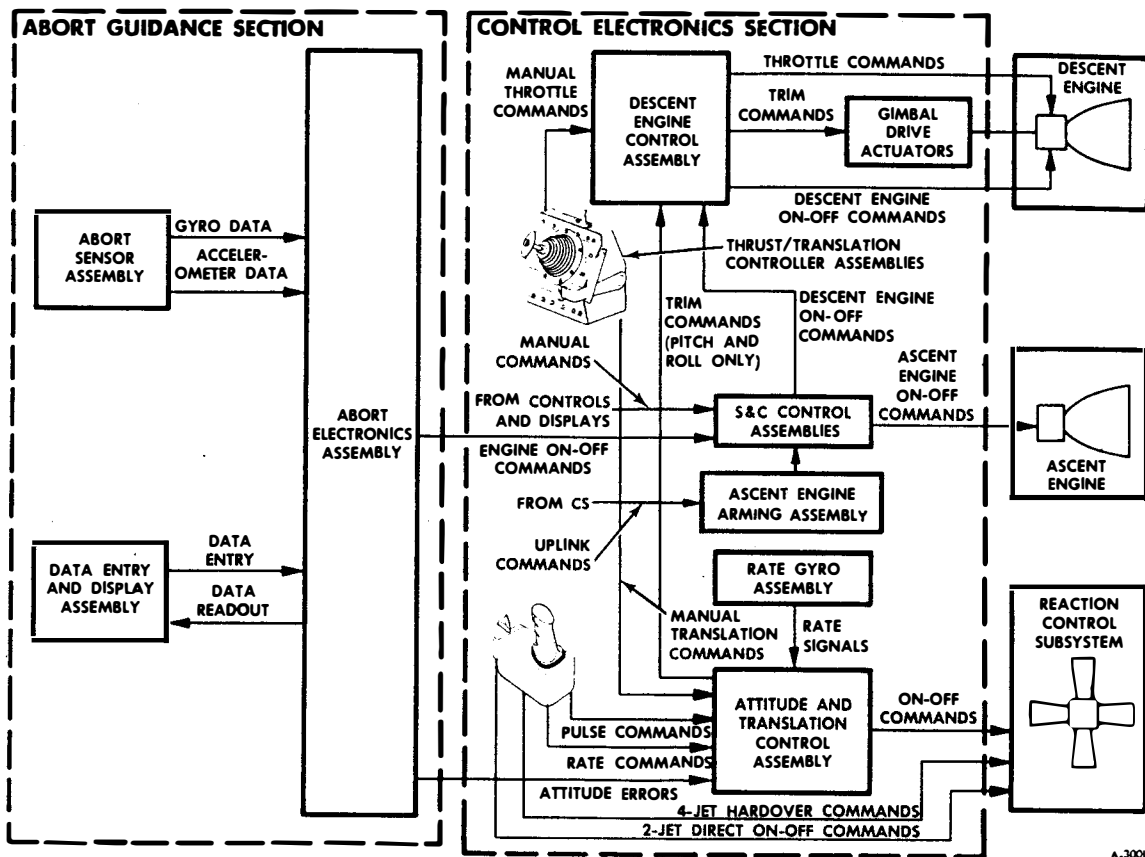 ABORT GUIDANCE SECTION
ABORT
SENSOR
ASSEMBLY
GYRO DATA
ACCELER-
OMETER DATA
ABORT
ELECTRONICS
ASSEMBLY
DATA ENTRY
AND DISPLAY
ASSEMBLY
DATA
ENTRY
DATA
READOUT
CONTROL ELECTRONICS SECTION
MANUAL
THROTTLE
COMMANDS
DESCENT
ENGINE
CONTROL
ASSEMBLY
THROTTLE COMMANDS
TRIM
COMMANDS
GIMBAL
DRIVE
ACTUATORS
DESCENT
ENGINE
DESCENT ENGINE
ON-OFF COMMANDS
THRUST/TRANSLATION
CONTROLLER ASSEMBLIES
TRIM
COMMANDS
(PITCH AND
ROLL ONLY)
DESCENT ENGINE
ON-OFF
COMMANDS
MANUAL
COMMANDS
FROM CONTROLS
AND DISPLAYS
ENGINE ON-OFF
COMMANDS
S&C CONTROL
ASSEMBLIES
ASCENT
ENGINE
ON-OFF
COMMANDS
ASCENT
ENGINE
FROM CS
ASCENT ENGINE
ARMING ASSEMBLY
UPLINK
COMMANDS
RATE GYRO
ASSEMBLY
MANUAL
TRANSLATION
COMMANDS
RATE
SIGNALS
REACTION
CONTROL
SUBSYSTEM
ATTITUDE AND
TRANSLATION
CONTROL
ASSEMBLY
ON-OFF
COMMANDS
PULSE COMMANDS
RATE COMMANDS
ATTITUDE ERRORS
4-JET HARDOVER COMMANDS
2-JET DIRECT ON-OFF COMMANDS